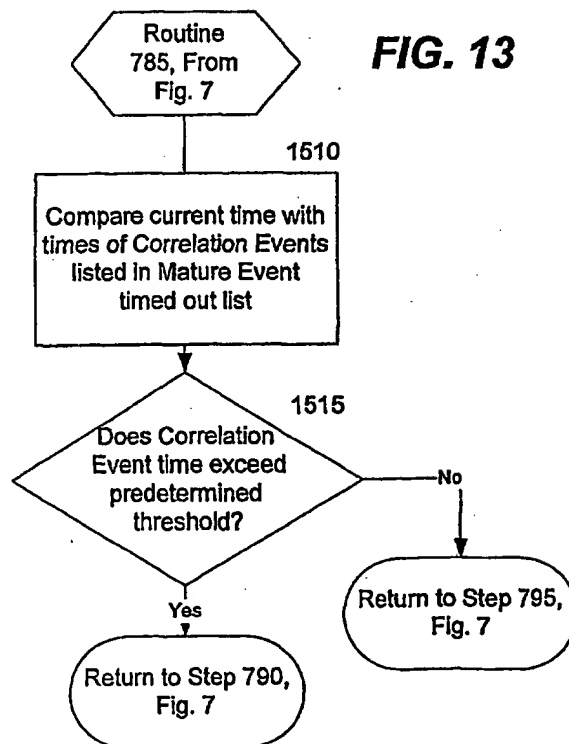 Routine
785, From
Fig. 7
FIG. 13
1510
Compare current time with
times of Correlation Events
listed in Mature Event
timed out list
1515
Does Correlation
Event time exceed
predetermined
threshold?
No
Return to Step 795,
Fig. 7
Yes
Return to Step 790,
Fig. 7